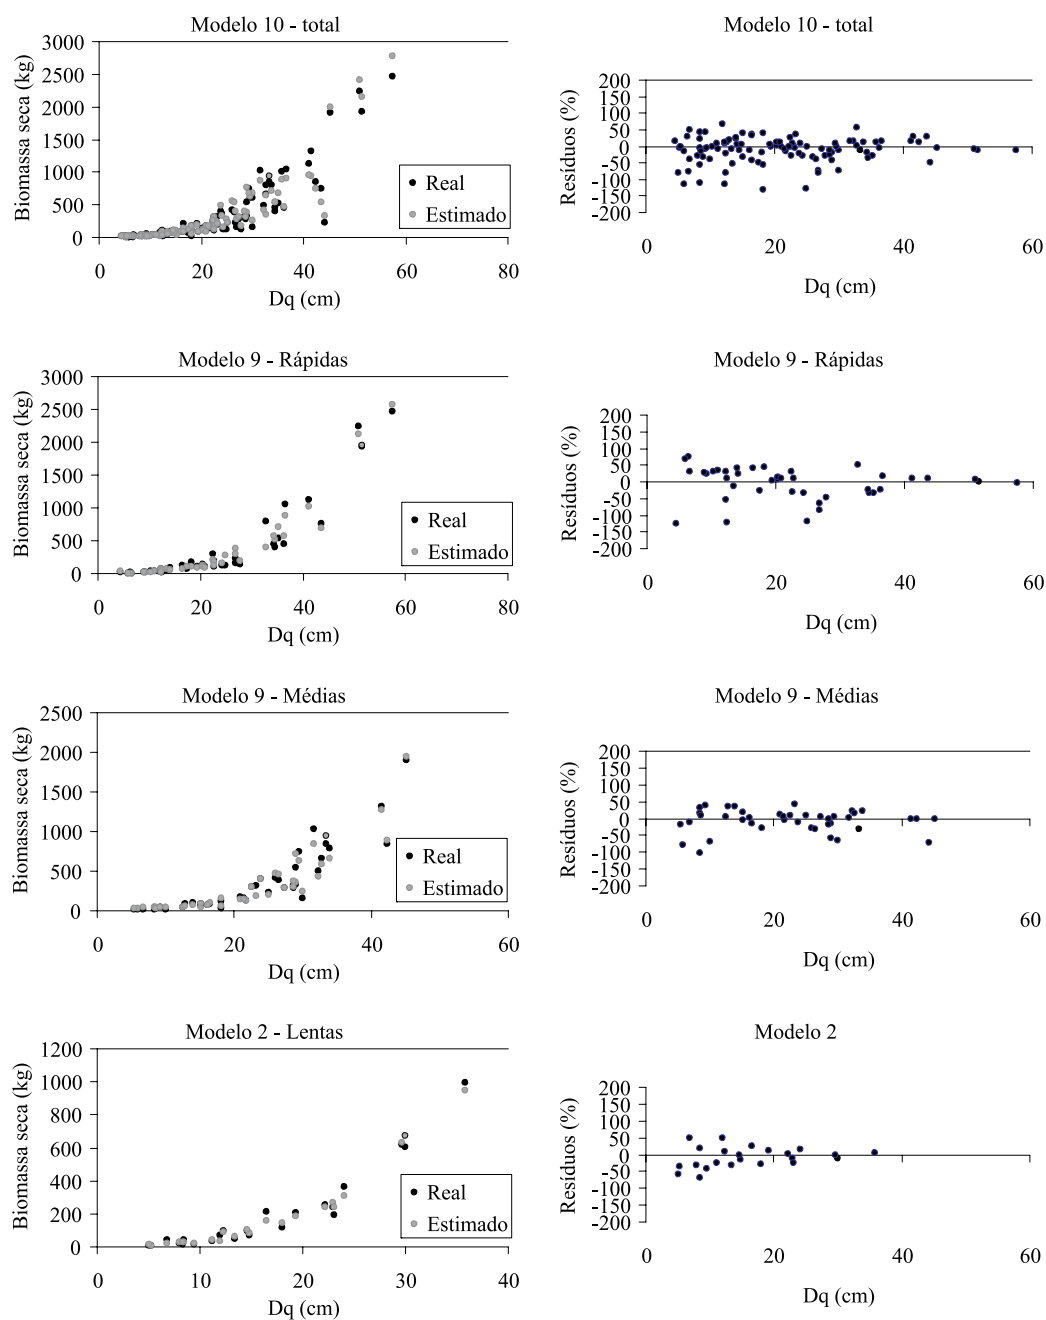 Modelo 10 - total
Biomassa seca (kg)
3000
2500
2000
1500
1000
500
0
0 20 40 60 80
Dq (cm)
Real
Estimado
Modelo 10 - total
Resíduos (%)
200
150
100
50
0
-50
-100
-150
-200
0 20 40 60
Dq (cm)
Modelo 9 - Rápidas
Biomassa seca (kg)
3000
2500
2000
1500
1000
500
0
0 20 40 60 80
Dq (cm)
Real
Estimado
Modelo 9 - Rápidas
Resíduos (%)
200
150
100
50
0
-50
-100
-150
-200
0 20 40 60
Dq (cm)
Modelo 9 - Médias
Biomassa seca (kg)
2500
2000
1500
1000
500
0
0 20 40 60
Dq (cm)
Real
Estimado
Modelo 9 - Médias
Resíduos (%)
200
150
100
50
0
-50
-100
-150
-200
0 20 40 60
Dq (cm)
Modelo 2 - Lentas
Biomassa seca (kg)
1200
1000
800
600
400
200
0
0 10 20 30 40
Dq (cm)
Real
Estimado
Modelo 2
Resíduos (%)
200
150
100
50
0
-50
-100
-150
-200
0 20 40 60
Dq (cm)